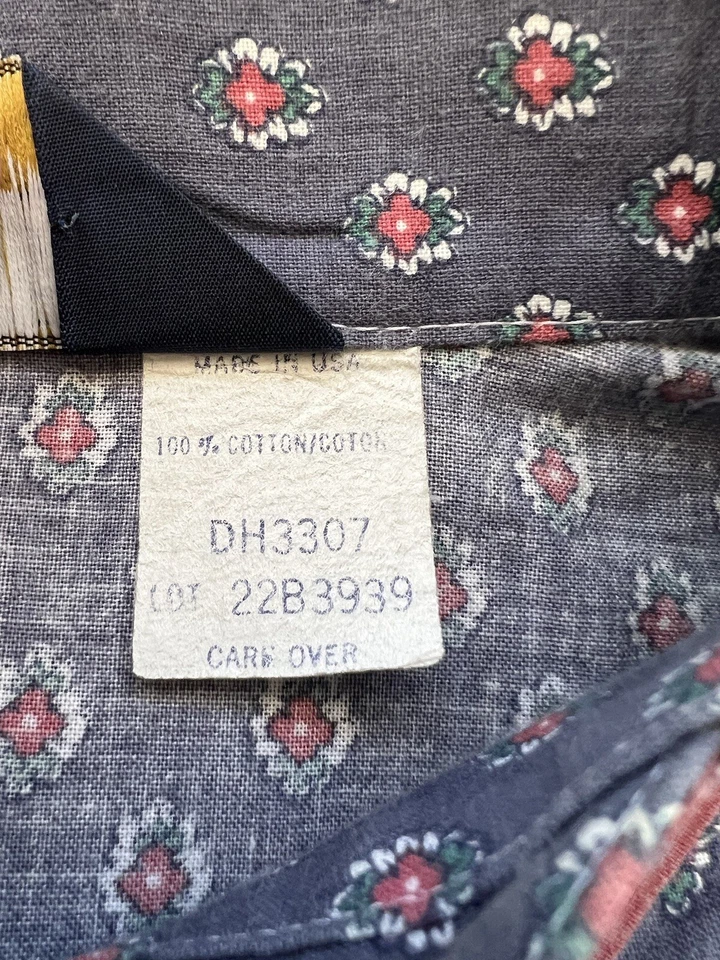 MADE IN USA
100 % COTTON/COTON
DH3307
LOT 22B3939
CARE OVER